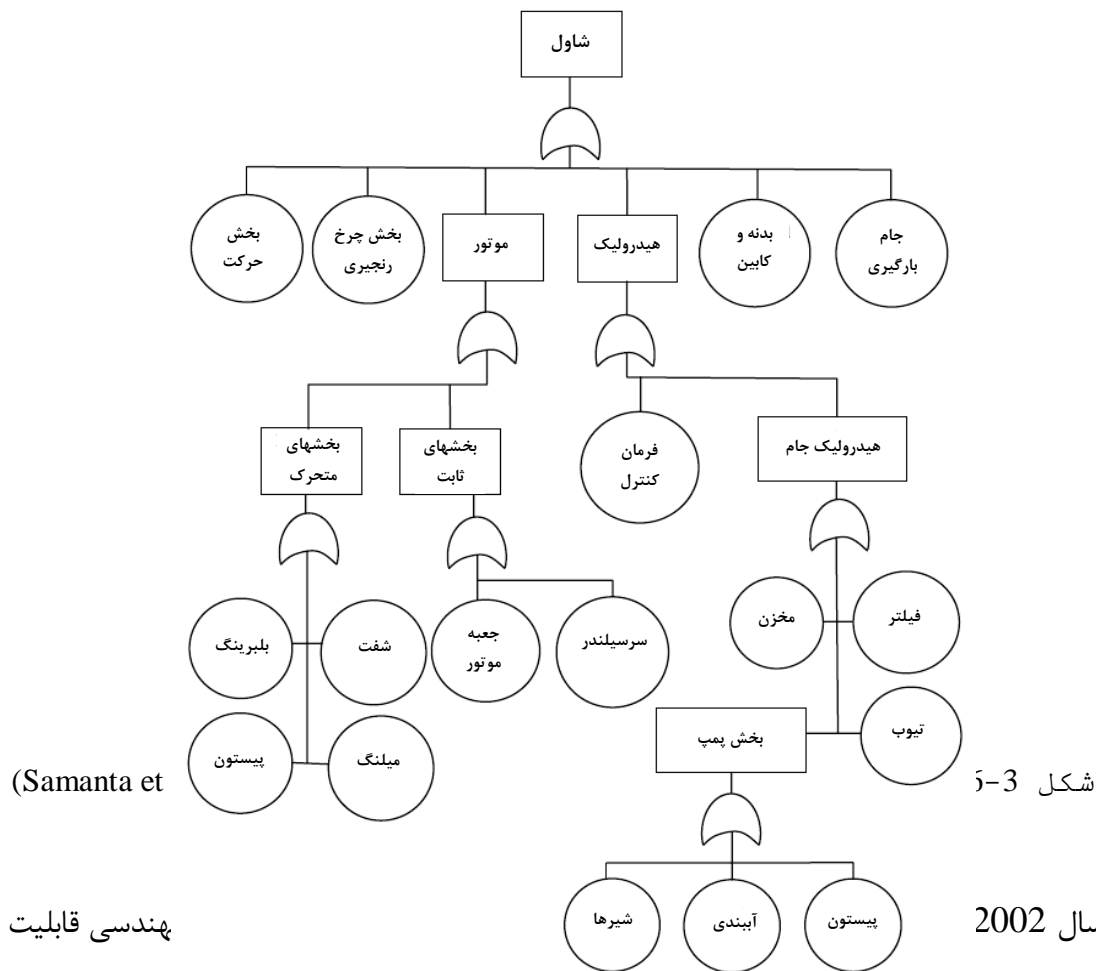 شاول
بخش
حرکت
بخش چرخ
رنجیری
موتور
هیدرولیک
بدنه و
کابین
جام
بارگیری
بخشهای
متحرک
بخشهای
ثابت
فرمان
کنترل
هیدرولیک جام
بلبرینگ
شفت
جعبه
موتور
سرسیلندر
مخزن
فیلتر
پیستون
میلنگ
بخش پمپ
تیوب
شکل 3-
(Samanta et
شیرها
آببندی
پیستون
2002
قابلیت